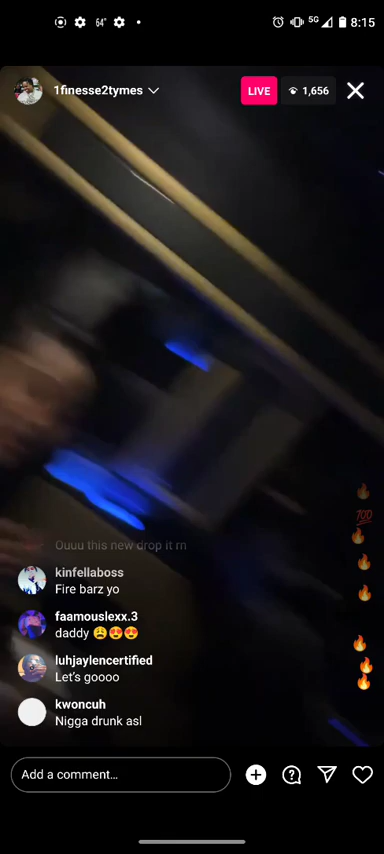 64° 5G 8:15
1finesse2tymes LIVE 1,656
Ouuu this new drop it rn
kinfellaboss
Fire barz yo
faamouslexx.3
daddy 😩😍😍
luhjaylencertified
Let's goooo
kwoncuh
Nigga drunk asl
Add a comment...